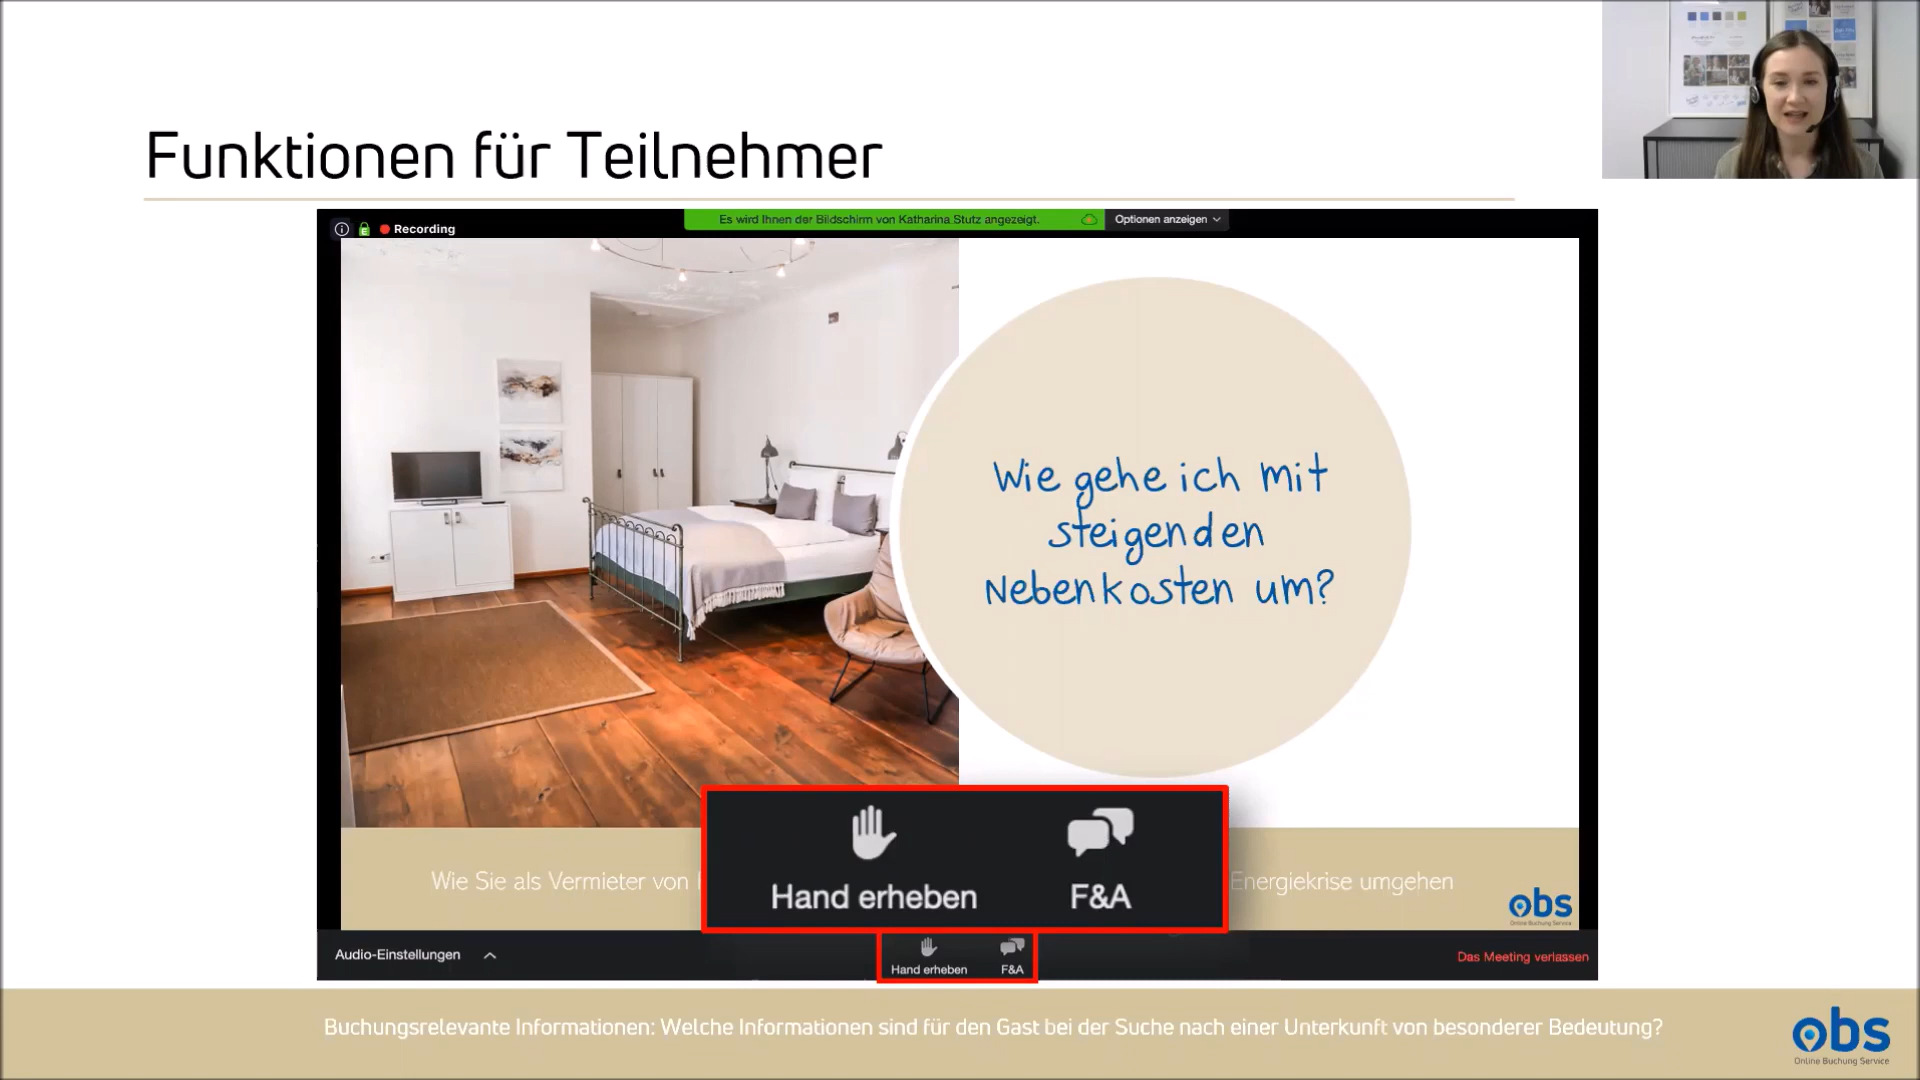 Funktionen für Teilnehmer
Recording
Es wird Ihnen der Bildschirm von Katharina Stutz angezeigt.
Optionen anzeigen
Wie gehe ich mit
steigenden
Nebenkosten um?
Wie Sie als Vermieter von
Energiekrise umgehen
obs
Online Buchung Service
Hand erheben
F&A
Audio-Einstellungen
Hand erheben
F&A
Das Meeting verlassen
Buchungsrelevante Informationen: Welche Informationen sind für den Gast bei der Suche nach einer Unterkunft von besonderer Bedeutung?
obs
Online Buchung Service